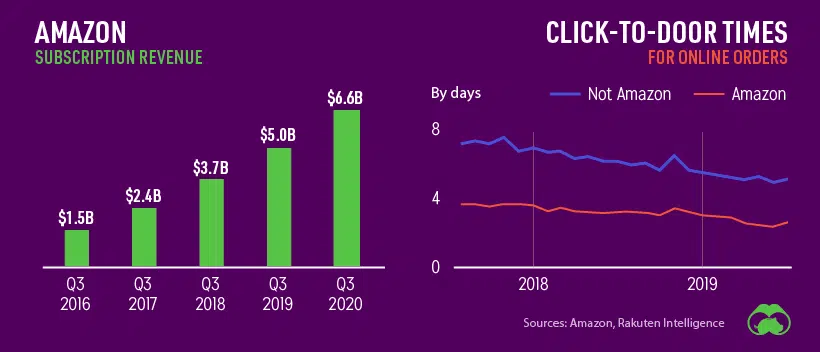 AMAZON
SUBSCRIPTION REVENUE
$1.5B
$2.4B
$3.7B
$5.0B
$6.6B
Q3 Q3 Q3 Q3 Q3
2016 2017 2018 2019 2020
CLICK-TO-DOOR TIMES
FOR ONLINE ORDERS
By days
Not Amazon Amazon
8
4
0
2018 2019
Sources: Amazon, Rakuten Intelligence